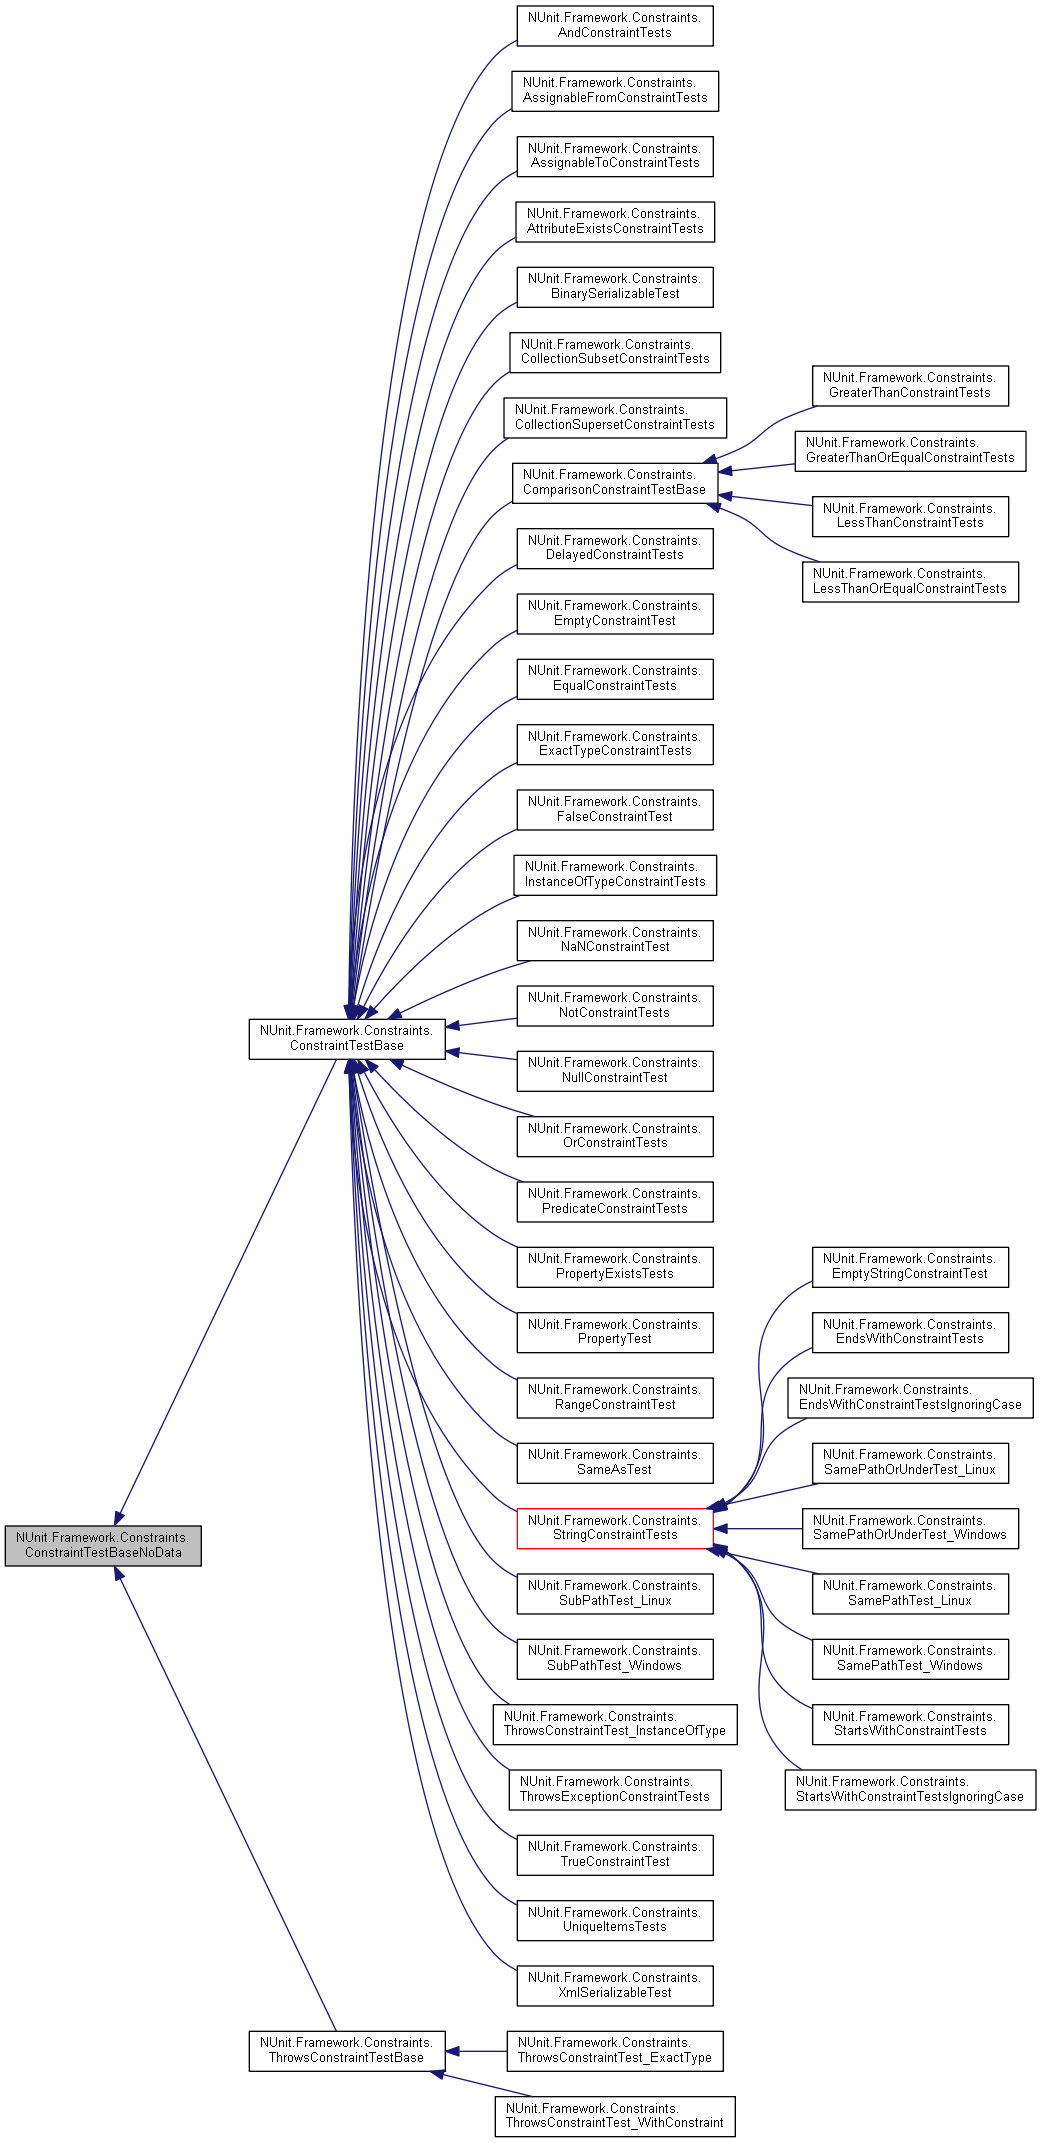 NUnit.Framework.Constraints.
AndConstraintTests
NUnit.Framework.Constraints.
AssignableFromConstraintTests
NUnit.Framework.Constraints.
AssignableToConstraintTests
NUnit.Framework.Constraints.
AttributeExistsConstraintTests
NUnit.Framework.Constraints.
BinarySerializableTest
NUnit.Framework.Constraints.
CollectionSubsetConstraintTests
NUnit.Framework.Constraints.
CollectionSupersetConstraintTests
NUnit.Framework.Constraints.
ComparisonConstraintTestBase
NUnit.Framework.Constraints.
GreaterThanConstraintTests
NUnit.Framework.Constraints.
GreaterThanOrEqualConstraintTests
NUnit.Framework.Constraints.
LessThanConstraintTests
NUnit.Framework.Constraints.
LessThanOrEqualConstraintTests
NUnit.Framework.Constraints.
DelayedConstraintTests
NUnit.Framework.Constraints.
EmptyConstraintTest
NUnit.Framework.Constraints.
EqualConstraintTests
NUnit.Framework.Constraints.
ExactTypeConstraintTests
NUnit.Framework.Constraints.
FalseConstraintTest
NUnit.Framework.Constraints.
InstanceOfTypeConstraintTests
NUnit.Framework.Constraints.
NaNConstraintTest
NUnit.Framework.Constraints.
NotConstraintTests
NUnit.Framework.Constraints.
ConstraintTestBase
NUnit.Framework.Constraints.
NullConstraintTest
NUnit.Framework.Constraints.
OrConstraintTests
NUnit.Framework.Constraints.
PredicateConstraintTests
NUnit.Framework.Constraints.
PropertyExistsTests
NUnit.Framework.Constraints.
PropertyTest
NUnit.Framework.Constraints.
RangeConstraintTest
NUnit.Framework.Constraints.
SameAsTest
NUnit.Framework.Constraints.
StringConstraintTests
NUnit.Framework.Constraints.
EmptyStringConstraintTest
NUnit.Framework.Constraints.
EndsWithConstraintTests
NUnit.Framework.Constraints.
EndsWithConstraintTestsIgnoringCase
NUnit.Framework.Constraints.
SamePathOrUnderTest_Linux
NUnit.Framework.Constraints.
SamePathOrUnderTest_Windows
NUnit.Framework.Constraints.
SamePathTest_Linux
NUnit.Framework.Constraints.
SamePathTest_Windows
NUnit.Framework.Constraints.
StartsWithConstraintTests
NUnit.Framework.Constraints.
StartsWithConstraintTestsIgnoringCase
NUnit.Framework.Constraints.
ConstraintTestBaseNoData
NUnit.Framework.Constraints.
SubPathTest_Linux
NUnit.Framework.Constraints.
SubPathTest_Windows
NUnit.Framework.Constraints.
ThrowsConstraintTest_InstanceOfType
NUnit.Framework.Constraints.
ThrowsExceptionConstraintTests
NUnit.Framework.Constraints.
TrueConstraintTest
NUnit.Framework.Constraints.
UniqueItemsTests
NUnit.Framework.Constraints.
XmlSerializableTest
NUnit.Framework.Constraints.
ThrowsConstraintTestBase
NUnit.Framework.Constraints.
ThrowsConstraintTest_ExactType
NUnit.Framework.Constraints.
ThrowsConstraintTest_WithConstraint